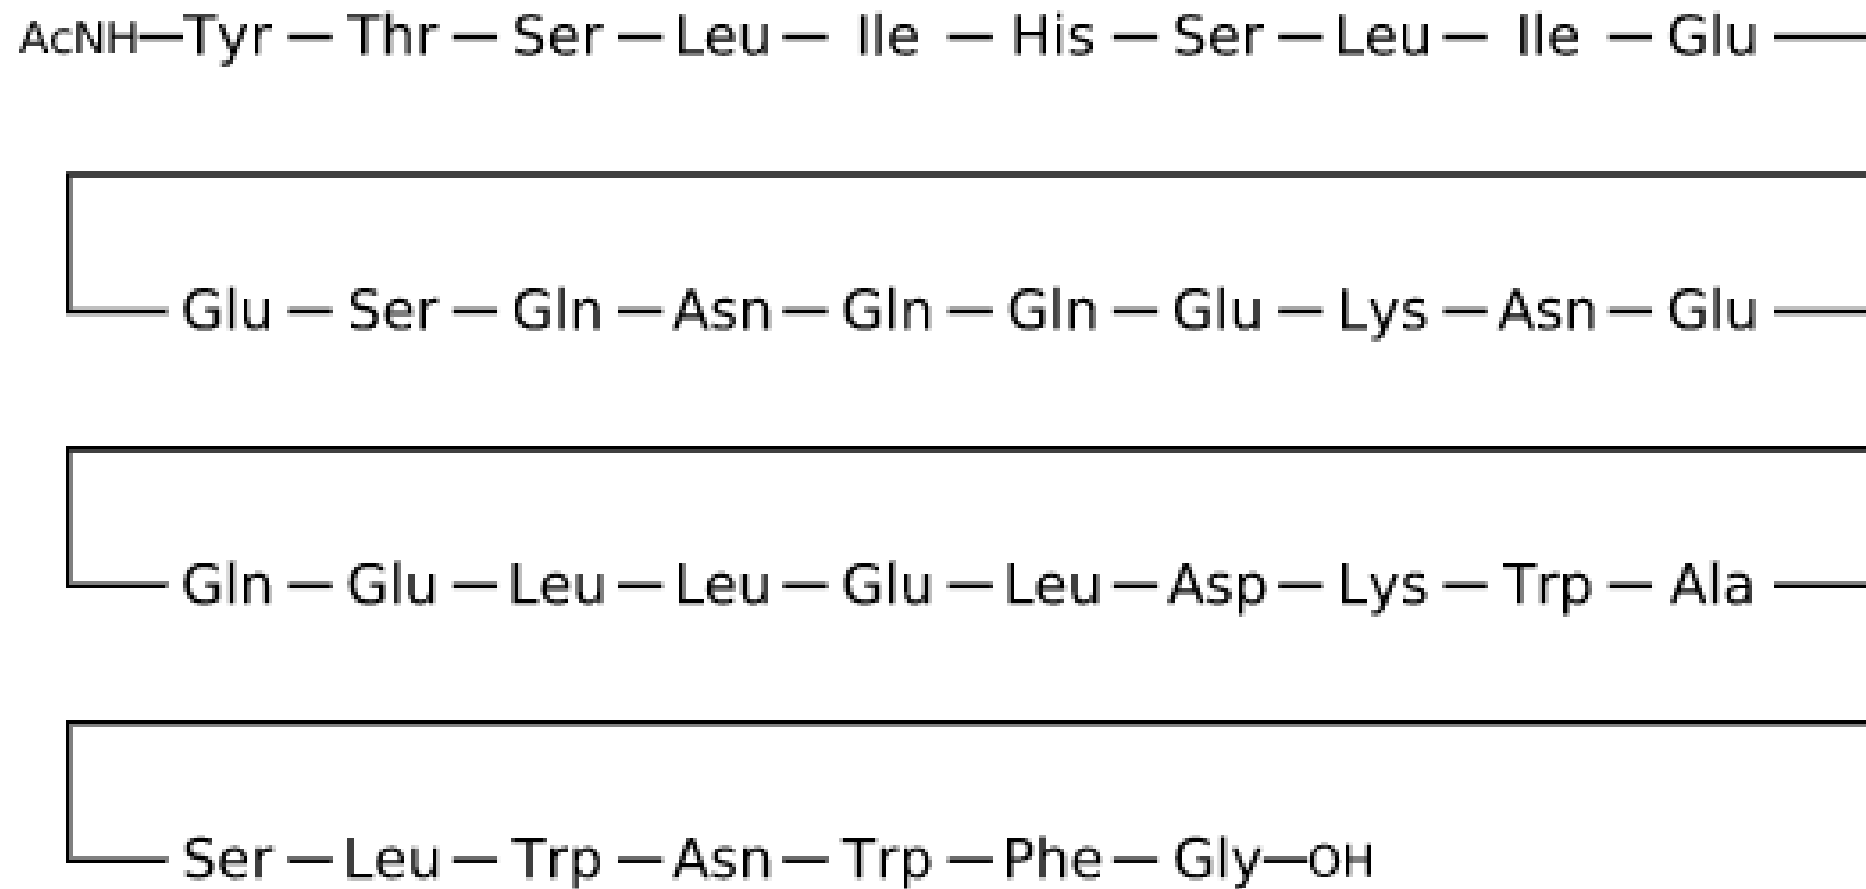 AcNH—Tyr — Thr — Ser — Leu — Ile — His — Ser — Leu — Ile — Glu —
Glu — Ser — Gln — Asn — Gln — Gln — Glu — Lys — Asn — Glu —
Gln — Glu — Leu — Leu — Glu — Leu — Asp — Lys — Trp — Ala —
Ser — Leu — Trp — Asn — Trp — Phe — Gly—OH